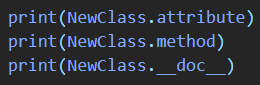 print(NewClass.attribute)
print(NewClass.method)
print(NewClass.__doc__)